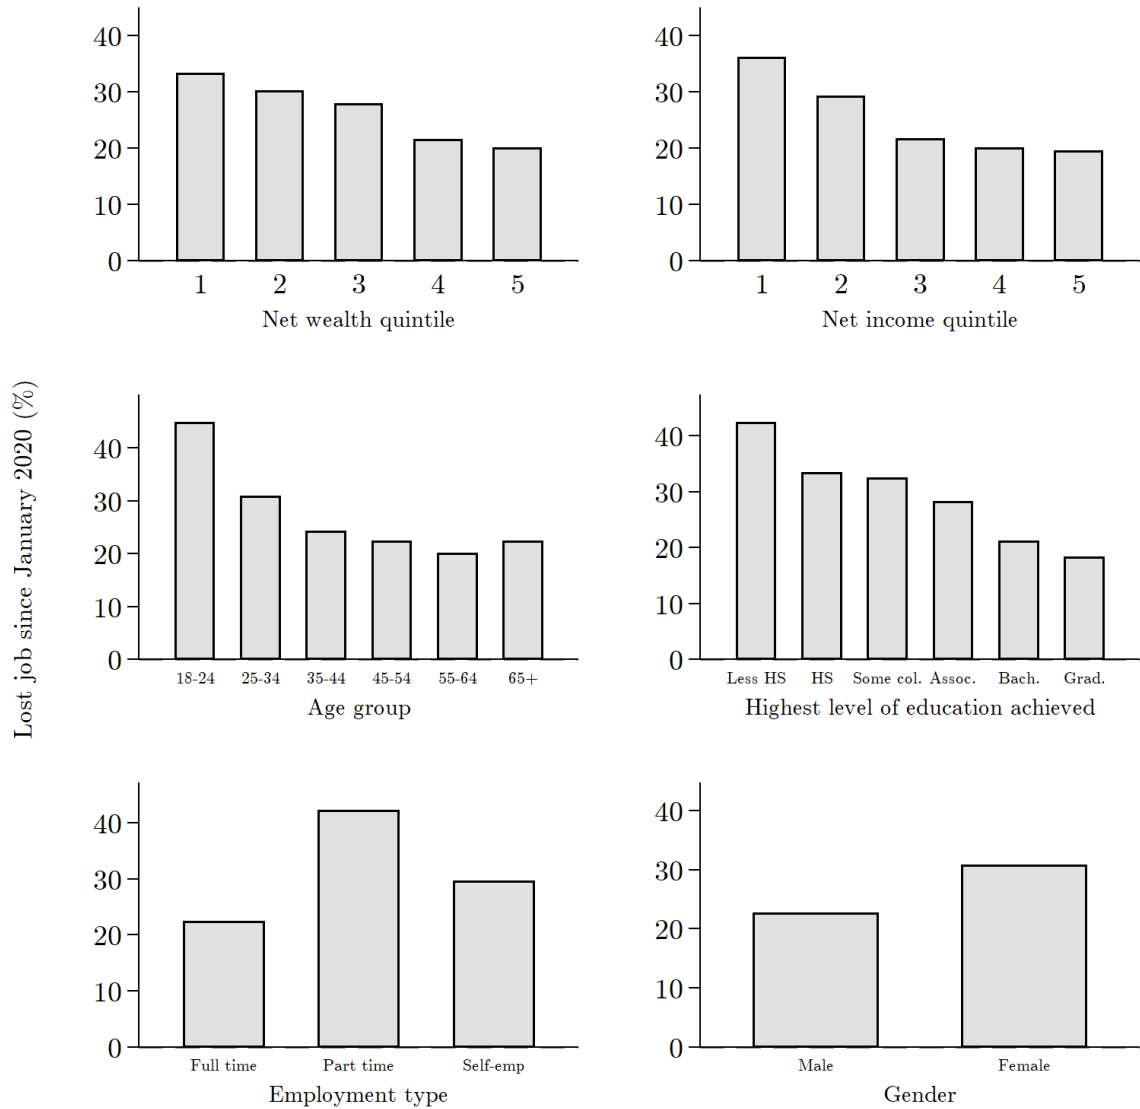 40
30
20
10
0
1 2 3 4 5
Net wealth quintile
40
30
20
10
0
1 2 3 4 5
Net income quintile
Lost job since January 2020 (%)
40
30
20
10
0
18-24 25-34 35-44 45-54 55-64 65+
Age group
40
30
20
10
0
Less HS HS Some col. Assoc. Bach. Grad.
Highest level of education achieved
40
30
20
10
0
Full time Part time Self-emp
Employment type
40
30
20
10
0
Male Female
Gender